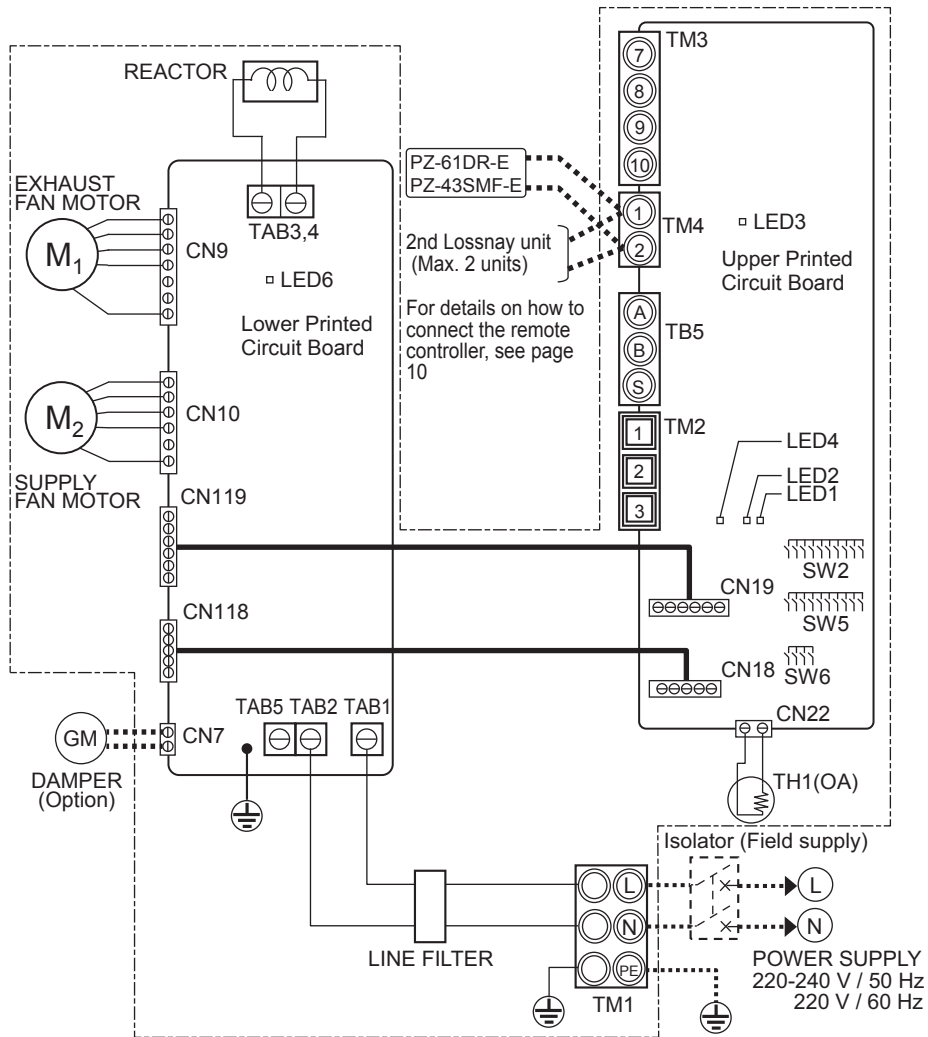 REACTOR
EXHAUST
FAN MOTOR
M1
CN9
TAB3,4
LED6
Lower Printed
Circuit Board
M2
CN10
SUPPLY
FAN MOTOR
CN119
CN118
TAB5 TAB2 TAB1
GM
CN7
DAMPER
(Option)
PZ-61DR-E
PZ-43SMF-E
2nd Lossnay unit
(Max. 2 units)
For details on how to
connect the remote
controller, see page
10
TM3
7
8
9
10
1
2
TM4
LED3
Upper Printed
Circuit Board
A
B
S
TB5
1
2
3
TM2
LED4
LED2
LED1
SW2
CN19
SW5
CN18
SW6
CN22
TH1(OA)
Isolator (Field supply)
L
L
N
N
PE
LINE FILTER
TM1
POWER SUPPLY
220-240 V / 50 Hz
220 V / 60 Hz